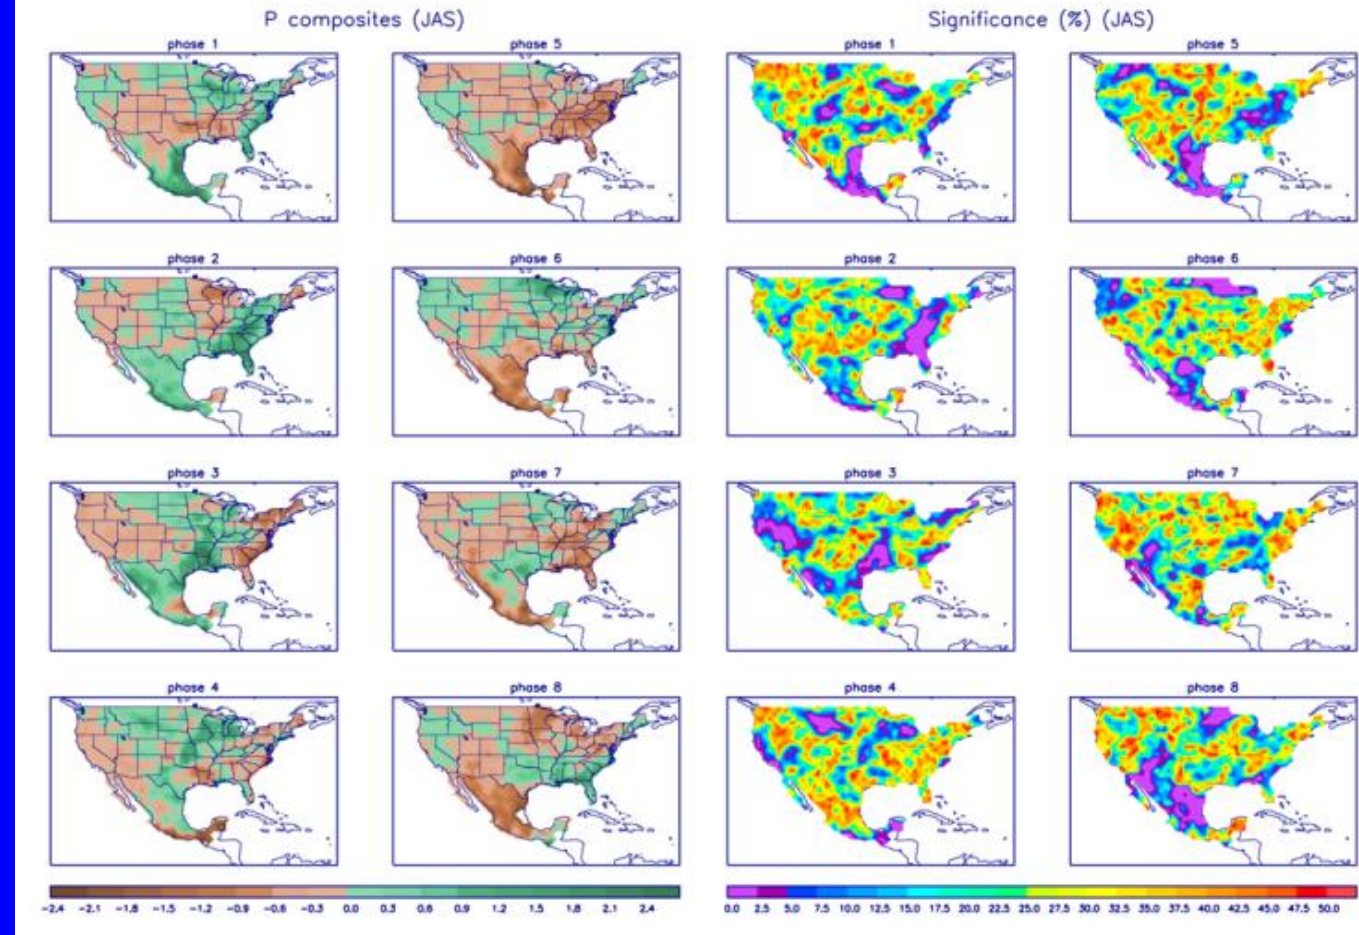 P composites (JAS)
Significance (%) (JAS)
phase 1
phase 5
phase 1
phase 5
phase 2
phase 6
phase 2
phase 6
phase 3
phase 7
phase 3
phase 7
phase 4
phase 8
phase 4
phase 8
-2.4 -2.1 -1.8 -1.5 -1.2 -0.9 -0.6 -0.3 0.0 0.3 0.6 0.9 1.2 1.5 1.8 2.1 2.4
0.0 2.5 5.0 7.5 10.0 12.5 15.0 17.5 20.0 22.5 25.0 27.5 30.0 32.5 35.0 37.5 40.0 42.5 45.0 47.5 50.0